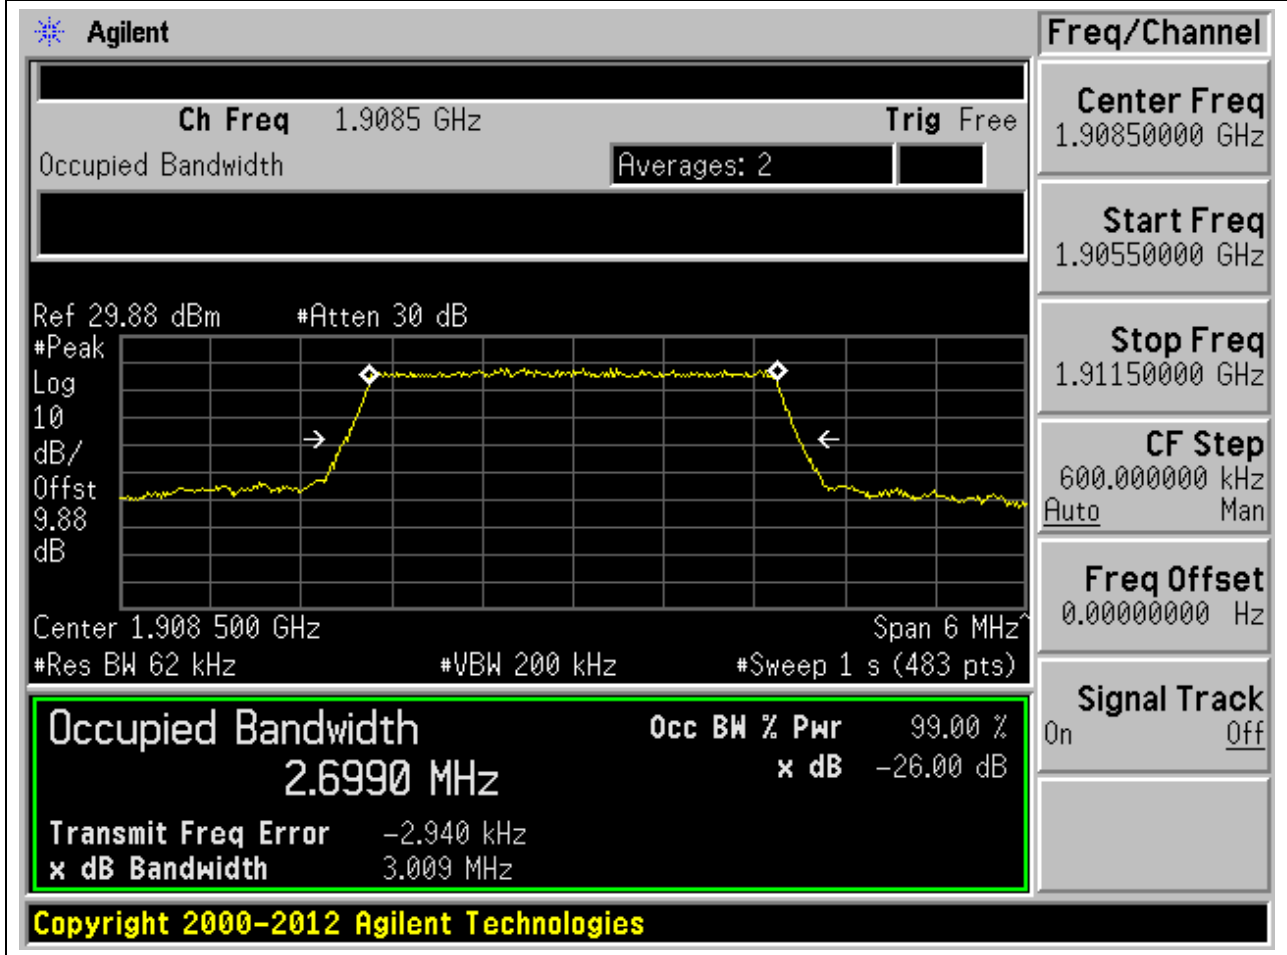 Agilent
Freq/Channel
Ch Freq 1.9085 GHz Trig Free
Occupied Bandwidth Averages: 2
Center Freq
1.90850000 GHz
Start Freq
1.90550000 GHz
Stop Freq
1.91150000 GHz
CF Step
600.000000 kHz
Auto Man
Freq Offset
0.00000000 Hz
Signal Track
On Off
Ref 29.88 dBm #Atten 30 dB
#Peak
Log
10
dB/
Offst
9.88
dB
Center 1.908 500 GHz Span 6 MHz^
#Res BW 62 kHz #VBW 200 kHz #Sweep 1 s (483 pts)
Occupied Bandwidth Occ BW % Pwr 99.00 %
2.6990 MHz x dB -26.00 dB
Transmit Freq Error -2.940 kHz
x dB Bandwidth 3.009 MHz
Copyright 2000-2012 Agilent Technologies